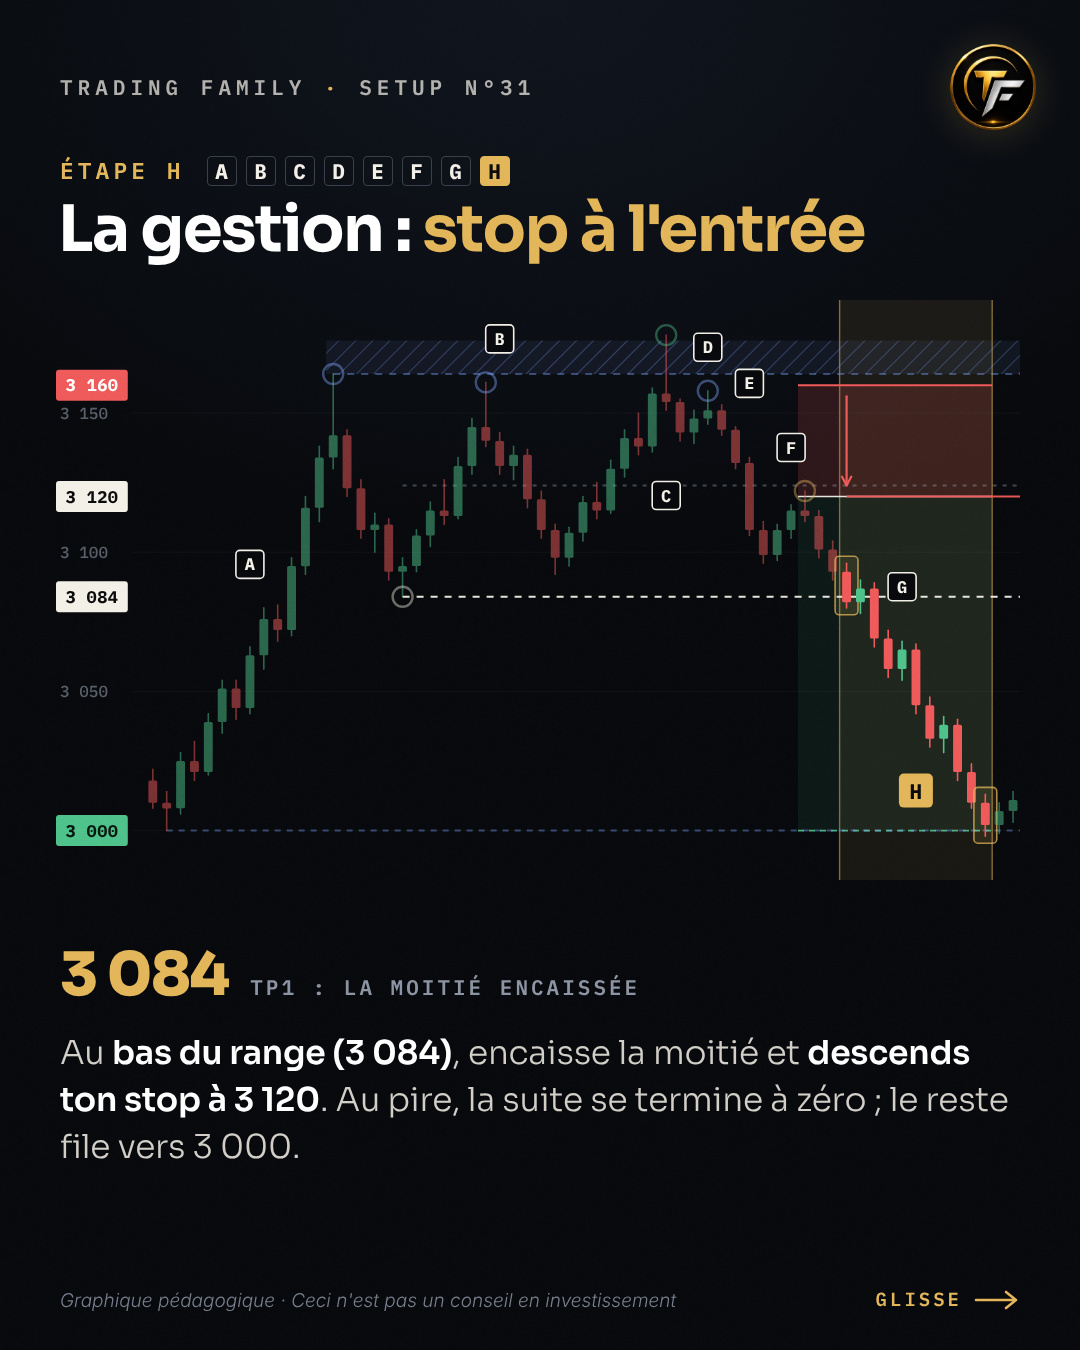 TRADING FAMILY · SETUP N°31
TF
ÉTAPE H A B C D E F G H
La gestion : stop à l'entrée
B
D
3 160
E
3 150
F
3 120
C
3 100
A
3 084
G
3 050
H
3 000
3 084 TP1 : LA MOITIÉ ENCAISSÉE
Au bas du range (3 084), encaisse la moitié et descends
ton stop à 3 120. Au pire, la suite se termine à zéro ; le reste
file vers 3 000.
Graphique pédagogique · Ceci n'est pas un conseil en investissement
GLISSE